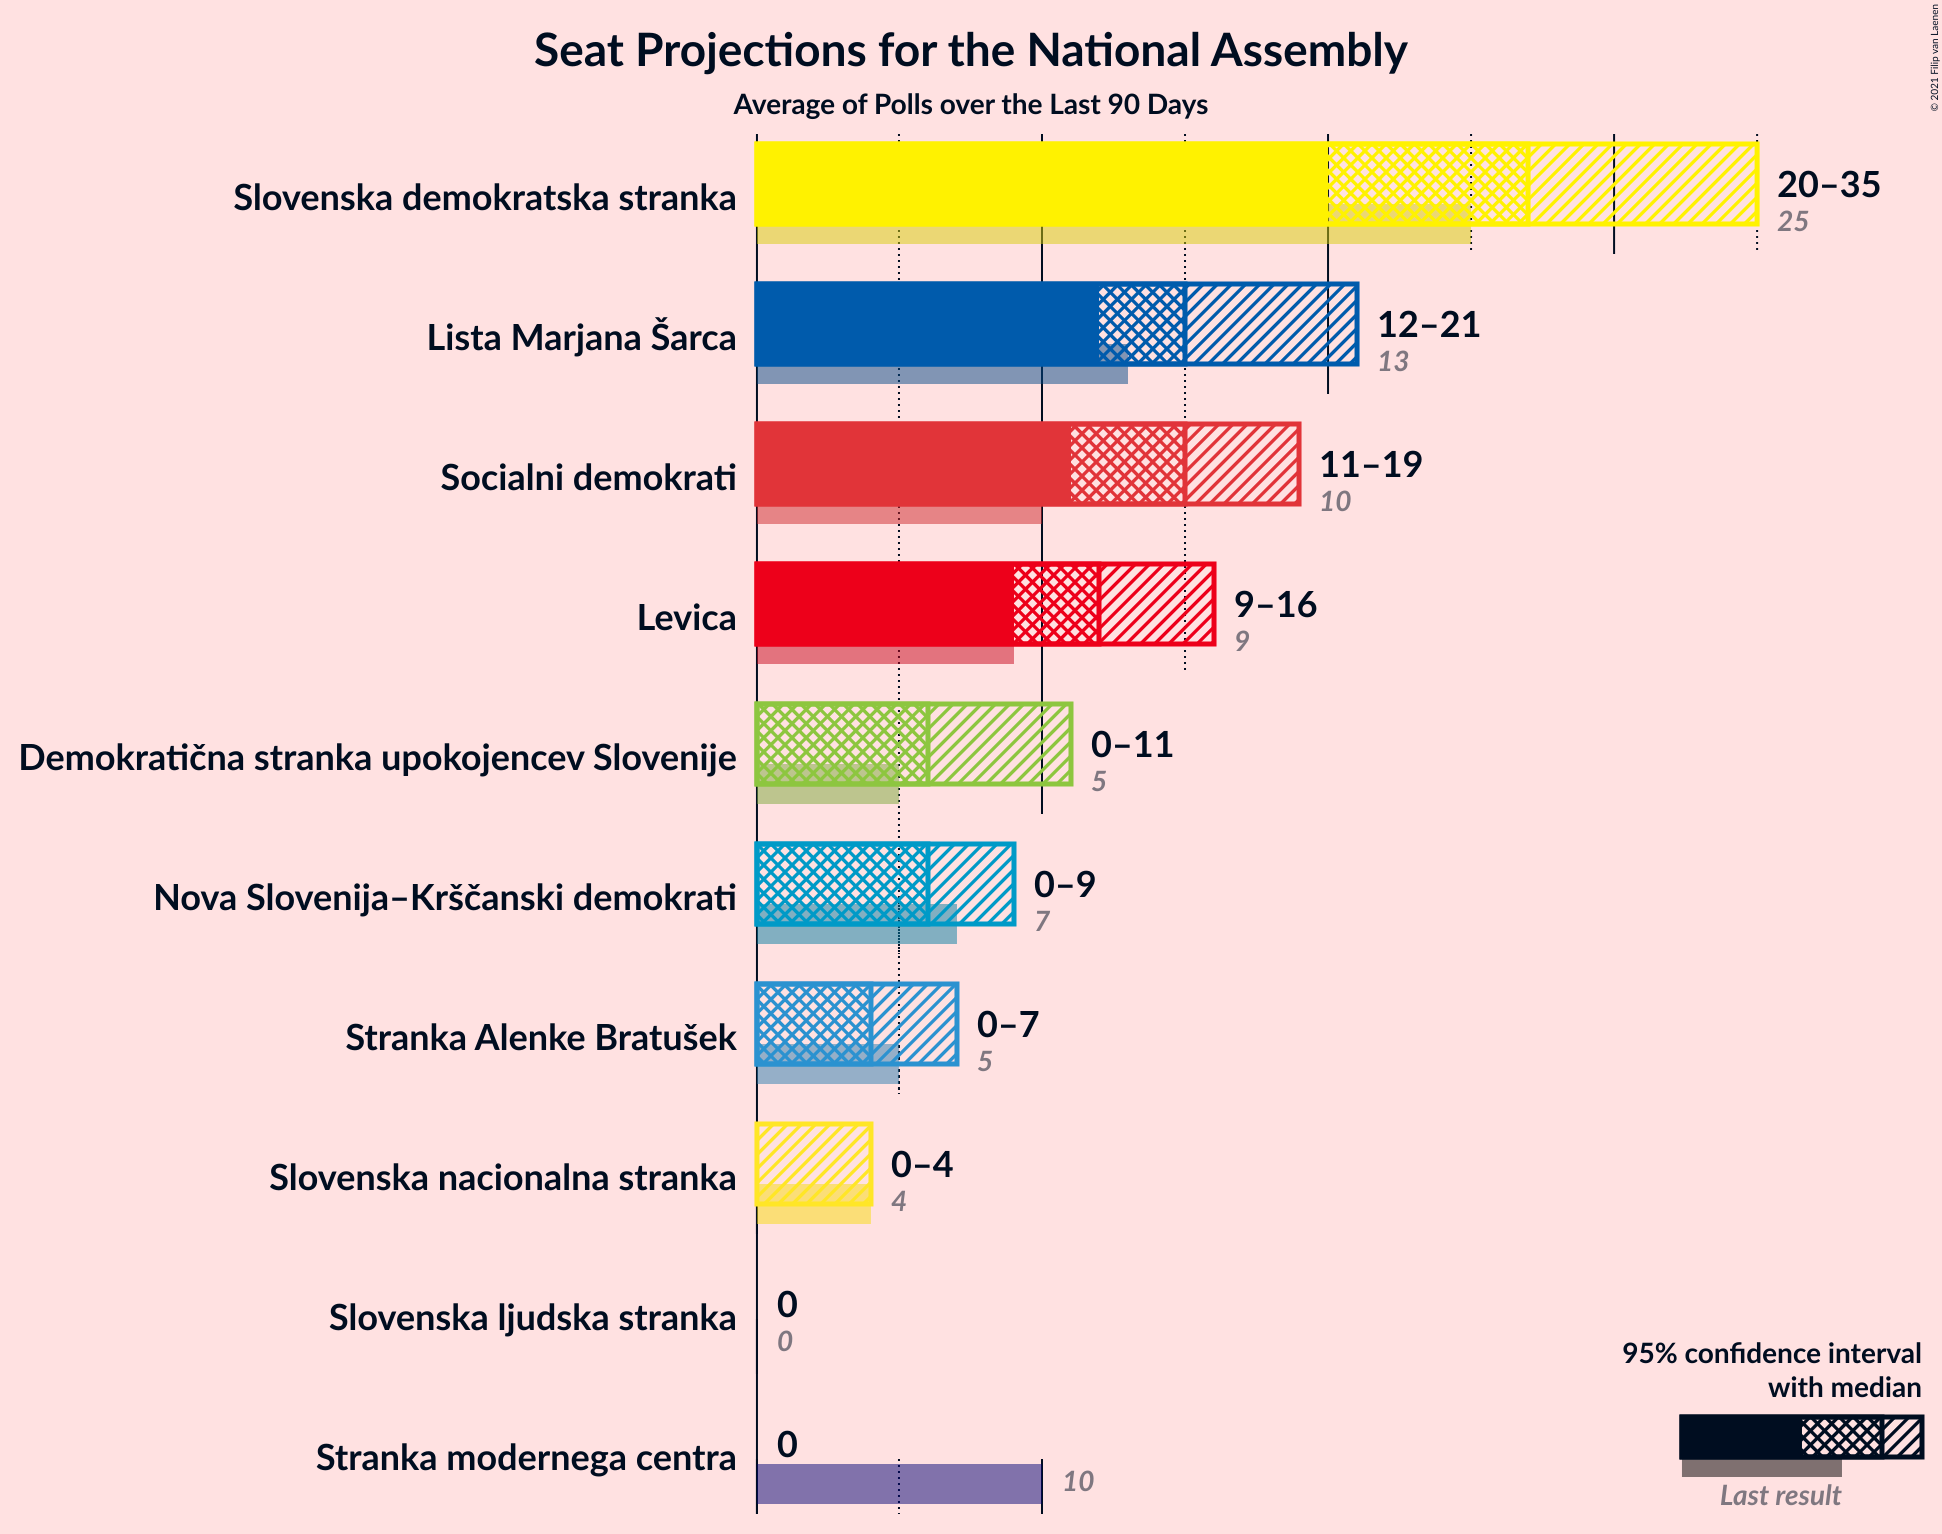 Seat Projections for the National Assembly
Average of Polls over the Last 90 Days
© 2021 Filip van Laenen
Slovenska demokratska stranka
20–35
25
Lista Marjana Šarca
12–21
13
Socialni demokrati
11–19
10
Levica
9–16
9
Demokratična stranka upokojencev Slovenije
0–11
5
Nova Slovenija–Krščanski demokrati
0–9
7
Stranka Alenke Bratušek
0–7
5
Slovenska nacionalna stranka
0–4
4
Slovenska ljudska stranka
0
0
Stranka modernega centra
0
10
95% confidence interval
with median
Last result